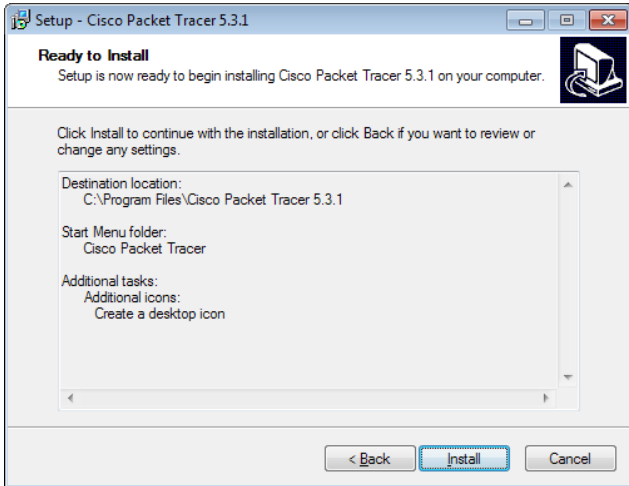 Setup - Cisco Packet Tracer 5.3.1
Ready to Install
Setup is now ready to begin installing Cisco Packet Tracer 5.3.1 on your computer.
Click Install to continue with the installation, or click Back if you want to review or
change any settings.
Destination location:
C:\Program Files\Cisco Packet Tracer 5.3.1
Start Menu folder:
Cisco Packet Tracer
Additional tasks:
Additional icons:
Create a desktop icon
< Back
Install
Cancel